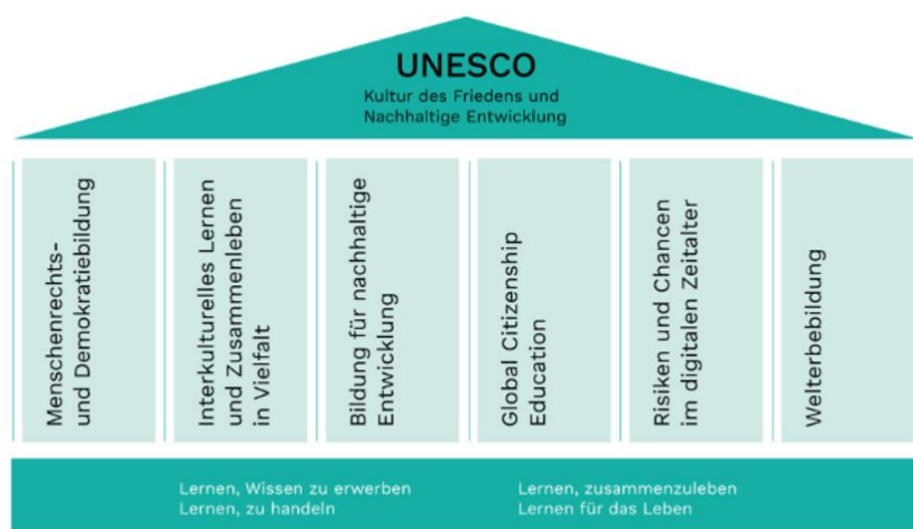 UNESCO
Kultur des Friedens und
Nachhaltige Entwicklung
Menschenrechts-
und Demokratiebildung
Interkulturelles Lernen
und Zusammenleben
in Vielfalt
Bildung für nachhaltige
Entwicklung
Global Citizenship
Education
Risiken und Chancen
im digitalen Zeitalter
Welterbebildung
Lernen, Wissen zu erwerben
Lernen, zu handeln
Lernen, zusammenzuleben
Lernen für das Leben